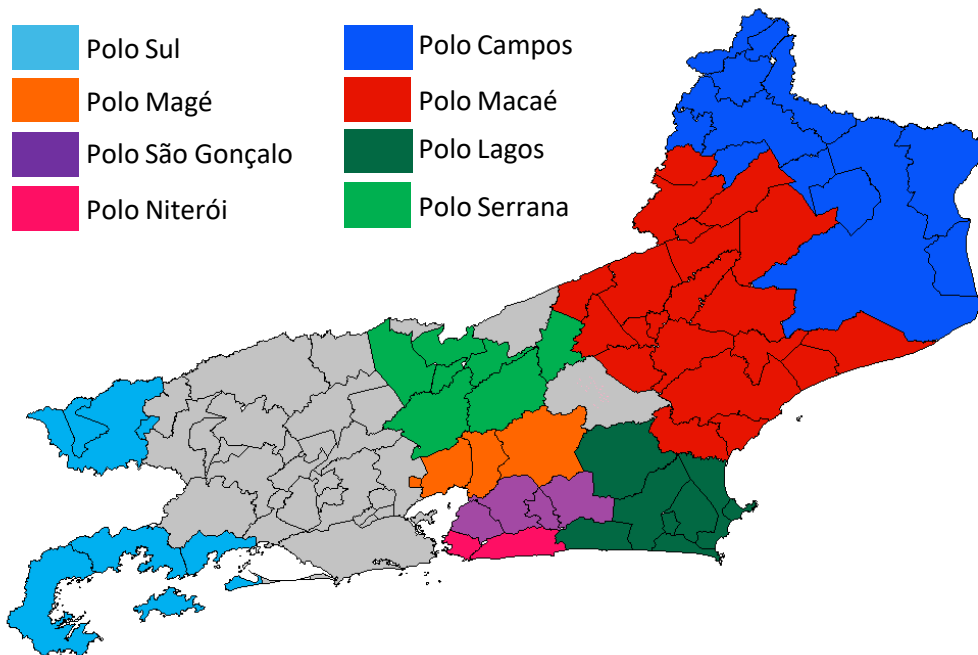 Polo Sul
Polo Magé
Polo São Gonçalo
Polo Niterói
Polo Campos
Polo Macaé
Polo Lagos
Polo Serrana